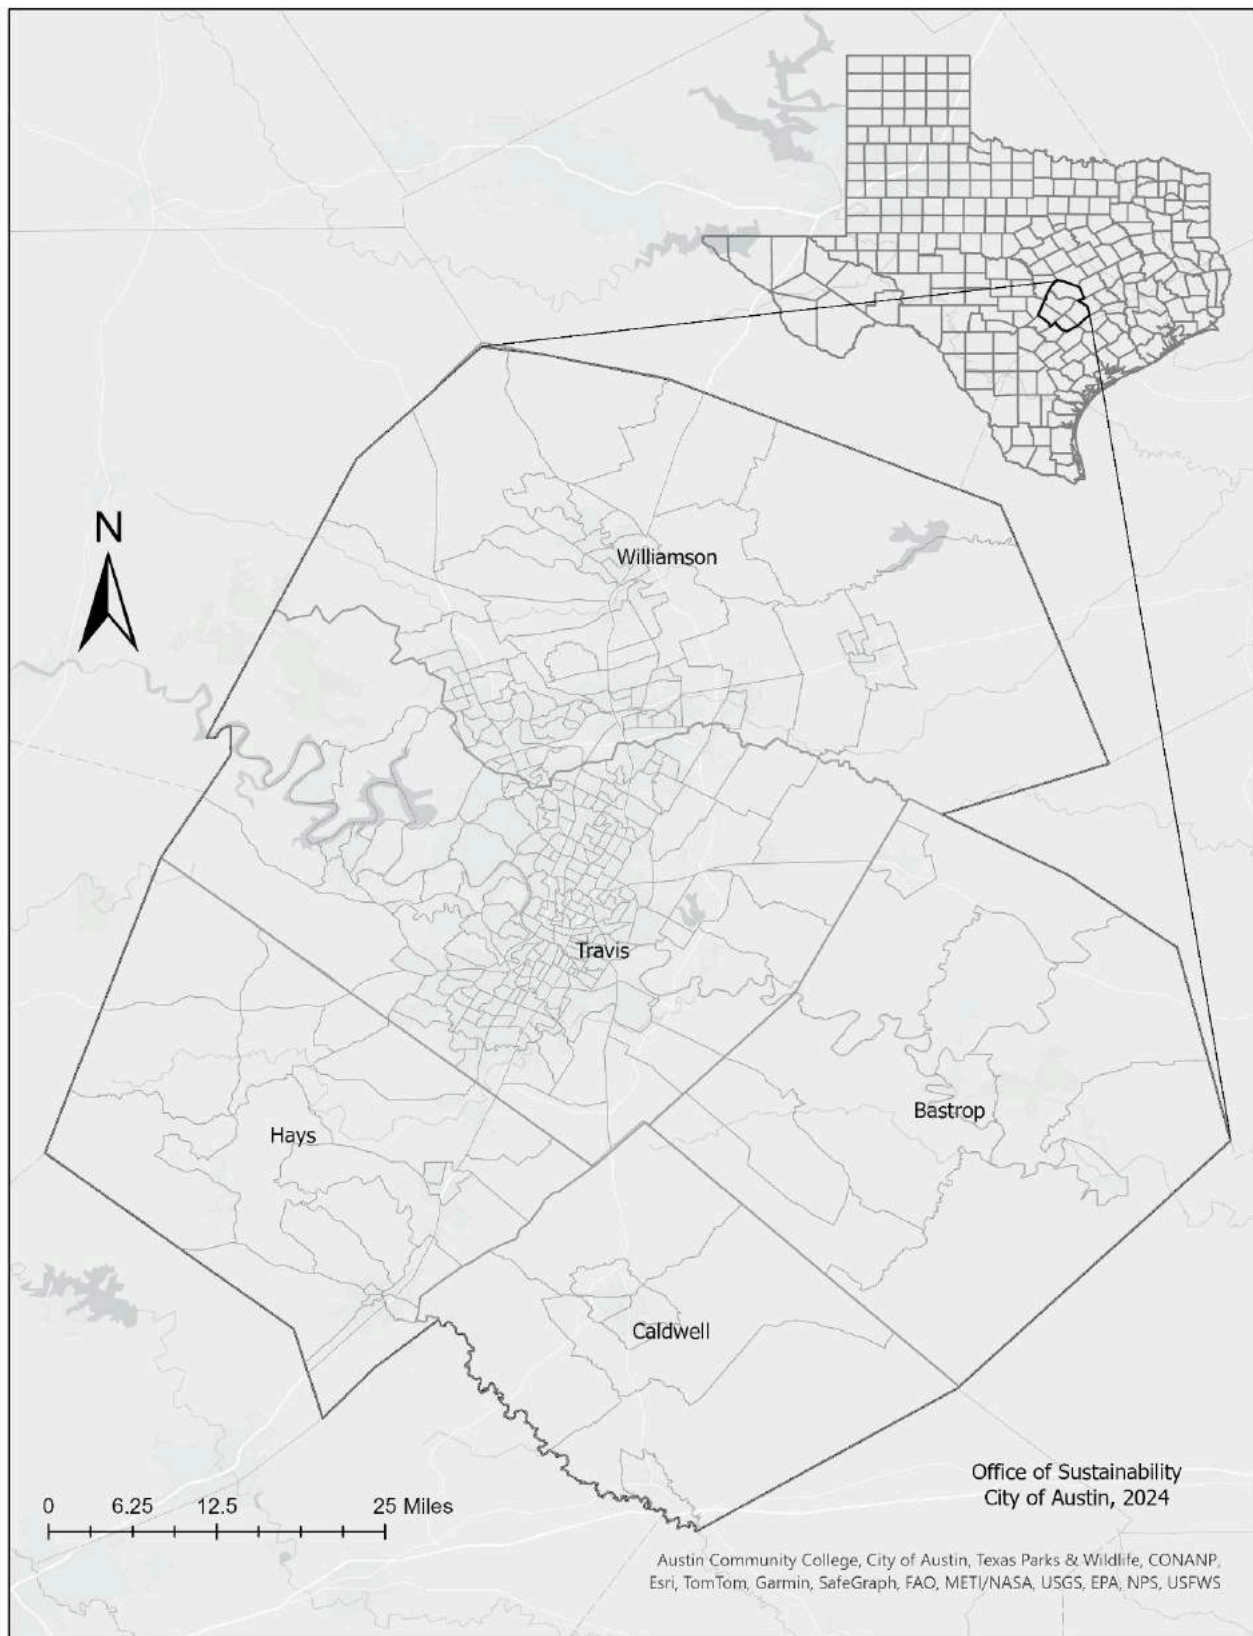 N
Williamson
Travis
Bastrop
Hays
Caldwell
Office of Sustainability
City of Austin, 2024
0 6.25 12.5 25 Miles
Austin Community College, City of Austin, Texas Parks & Wildlife, CONANP,
Esri, TomTom, Garmin, SafeGraph, FAO, METI/NASA, USGS, EPA, NPS, USFWS